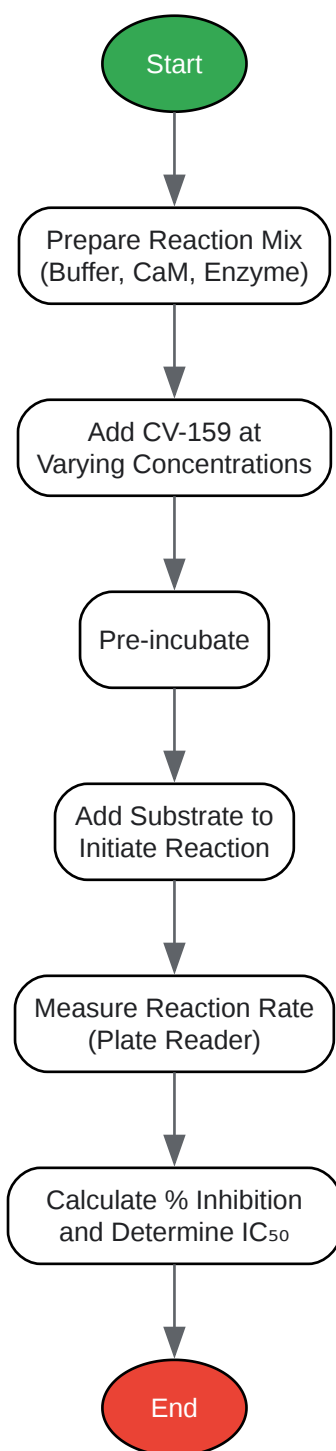 Start
Prepare Reaction Mix
(Buffer, CaM, Enzyme)
Add CV-159 at
Varying Concentrations
Pre-incubate
Add Substrate to
Initiate Reaction
Measure Reaction Rate
(Plate Reader)
Calculate % Inhibition
and Determine IC₅₀
End